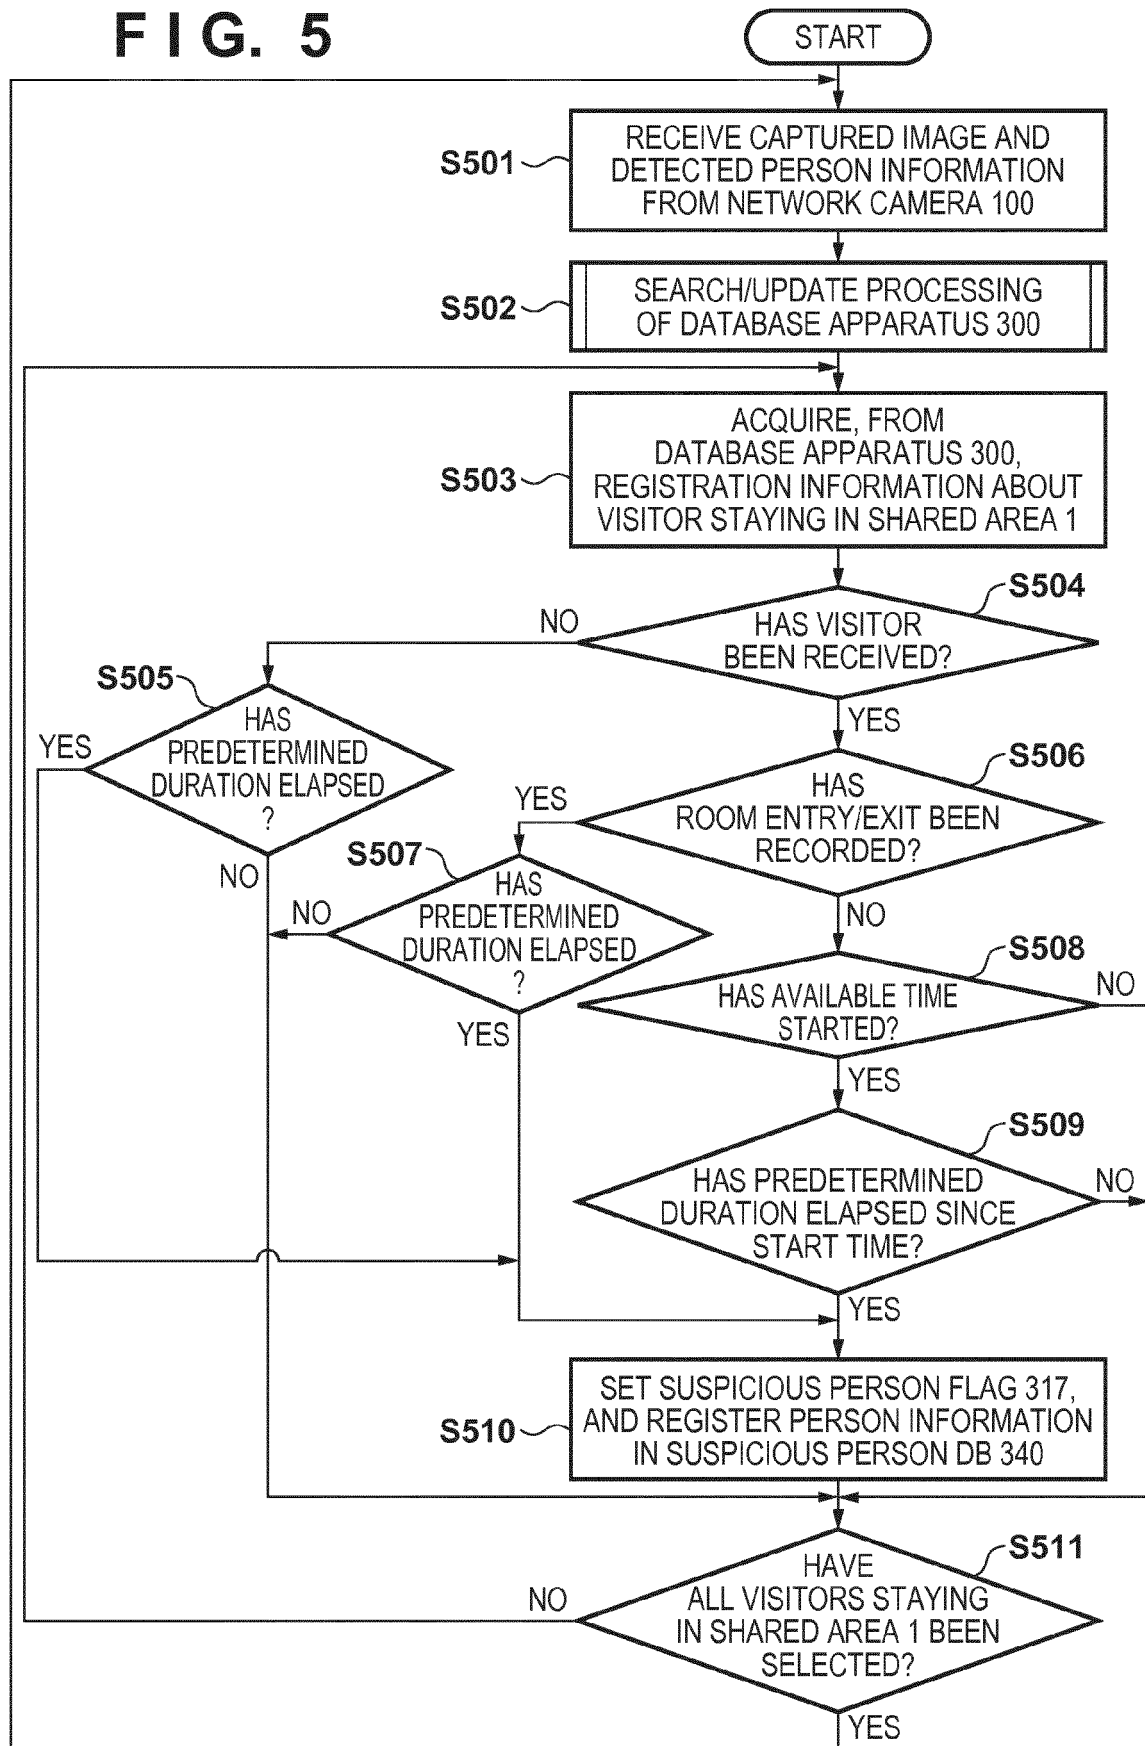 FIG. 5
START
S501
RECEIVE CAPTURED IMAGE AND
DETECTED PERSON INFORMATION
FROM NETWORK CAMERA 100
S502
SEARCH/UPDATE PROCESSING
OF DATABASE APPARATUS 300
S503
ACQUIRE, FROM
DATABASE APPARATUS 300,
REGISTRATION INFORMATION ABOUT
VISITOR STAYING IN SHARED AREA 1
S504
HAS VISITOR
BEEN RECEIVED?
NO
YES
S505
HAS
PREDETERMINED
DURATION ELAPSED
?
YES
NO
S506
HAS
ROOM ENTRY/EXIT BEEN
RECORDED?
YES
NO
S507
HAS
PREDETERMINED
DURATION ELAPSED
?
NO
YES
S508
HAS AVAILABLE TIME
STARTED?
NO
YES
S509
HAS PREDETERMINED
DURATION ELAPSED SINCE
START TIME?
NO
YES
S510
SET SUSPICIOUS PERSON FLAG 317,
AND REGISTER PERSON INFORMATION
IN SUSPICIOUS PERSON DB 340
S511
HAVE
ALL VISITORS STAYING
IN SHARED AREA 1 BEEN
SELECTED?
NO
YES